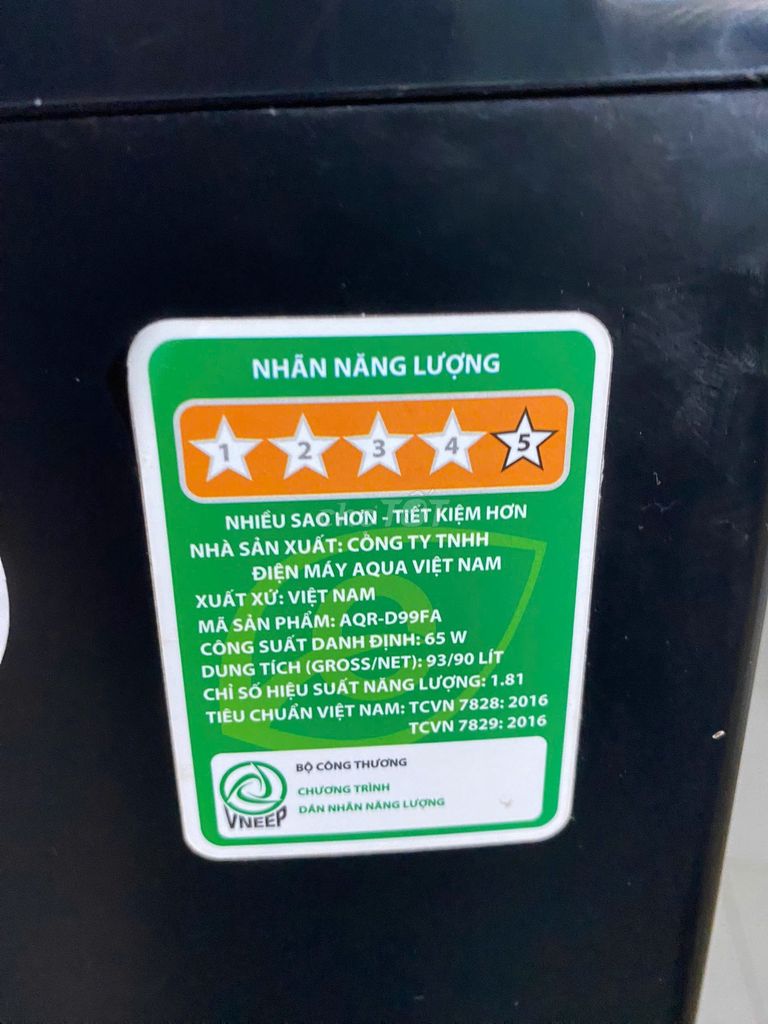 NHÃN NĂNG LƯỢNG
1 2 3 4 5
NHIỀU SAO HƠN - TIẾT KIỆM HƠN
NHÀ SẢN XUẤT: CÔNG TY TNHH
ĐIỆN MÁY AQUA VIỆT NAM
XUẤT XỨ: VIỆT NAM
MÃ SẢN PHẨM: AQR-D99FA
CÔNG SUẤT DANH ĐỊNH: 65 W
DUNG TÍCH (GROSS/NET): 93/90 LÍT
CHỈ SỐ HIỆU SUẤT NĂNG LƯỢNG: 1.81
TIÊU CHUẨN VIỆT NAM: TCVN 7828: 2016
TCVN 7829: 2016
BỘ CÔNG THƯƠNG
CHƯƠNG TRÌNH
DÁN NHÃN NĂNG LƯỢNG
VNEEP
chợTỐT